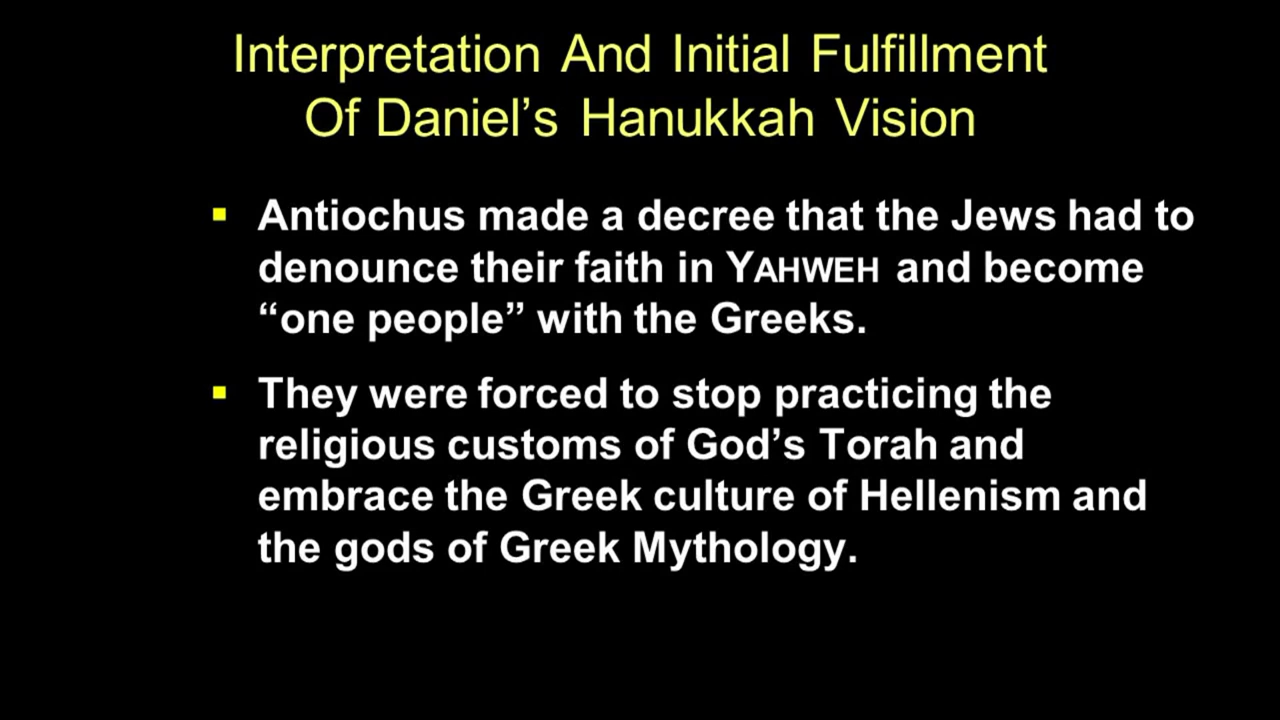 Interpretation And Initial Fulfillment
Of Daniel’s Hanukkah Vision
▪ Antiochus made a decree that the Jews had to
denounce their faith in YAHWEH and become
“one people” with the Greeks.
▪ They were forced to stop practicing the
religious customs of God’s Torah and
embrace the Greek culture of Hellenism and
the gods of Greek Mythology.